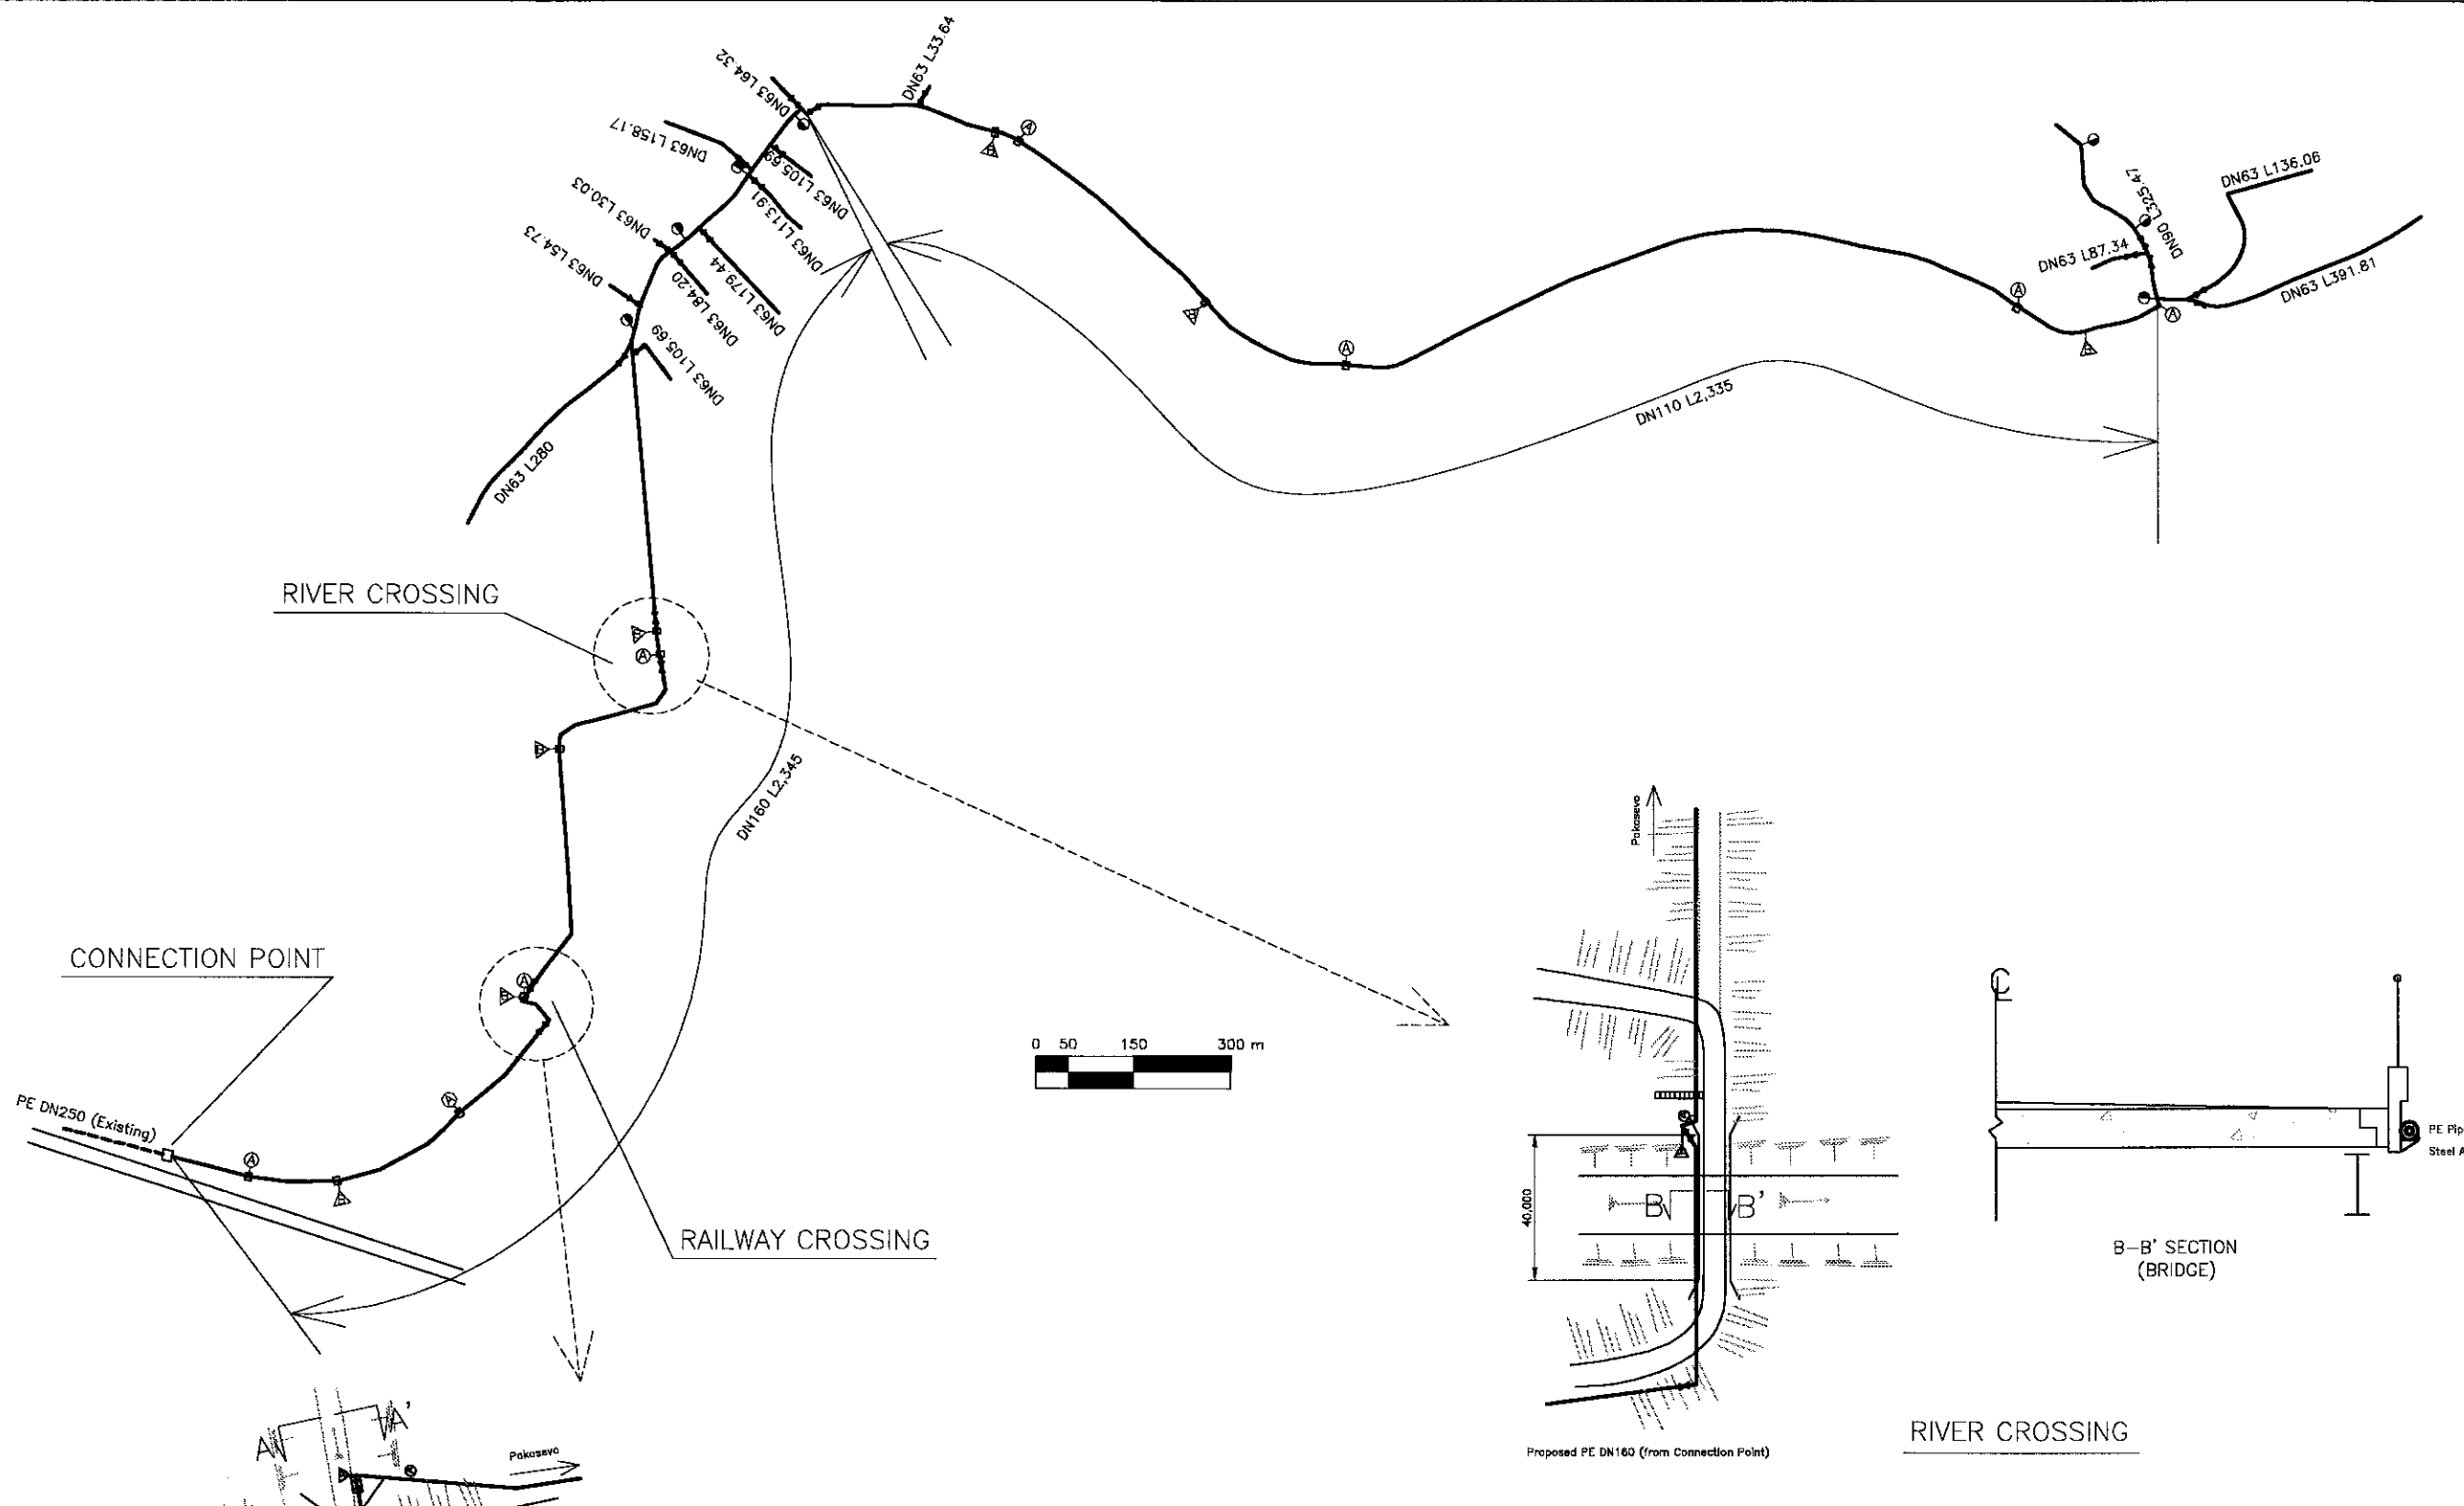 DN63 L33.64
DN63 L64.32
DN63 L158.17
DN63 L105.69
DN63 L113.91
DN63 L30.03
DN63 L179.44
DN63 L54.73
DN63 L84.20
DN63 L105.69
DN63 L280
A
B
B
A
A
A
B
A
DN90 L325.47
DN63 L136.06
DN63 L87.34
DN63 L391.81
DN110 L2,335
RIVER CROSSING
B
A
B
DN160 L2,345
CONNECTION POINT
A
B
0 50 150 300 m
A
PE DN250 (Existing)
A
B
RAILWAY CROSSING
Pakasevo
40,000
B B'
Proposed PE DN160 (from Connection Point)
RIVER CROSSING
CL
PE Pip
Steel A
B-B' SECTION
(BRIDGE)
A A'
Pakasevo